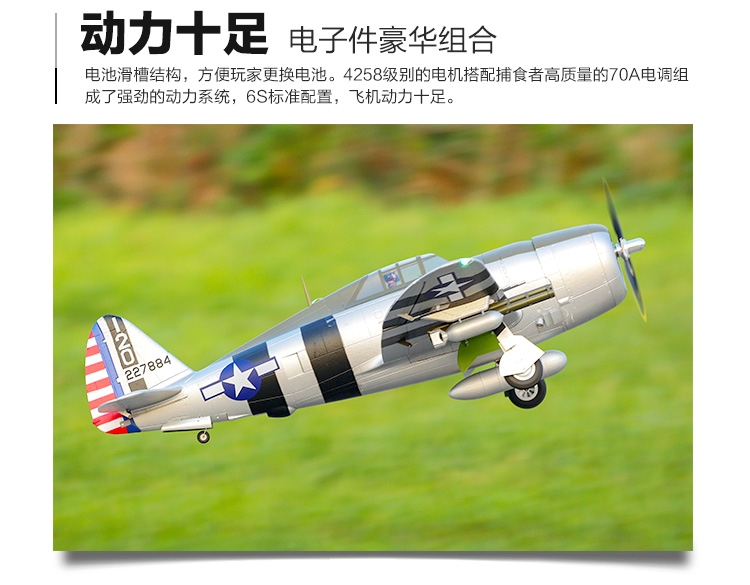 动力十足 电子件豪华组合
电池滑槽结构，方便玩家更换电池。4258级别的电机搭配捕食者高质量的70A电调组
成了强劲的动力系统，6S标准配置，飞机动力十足。
120
227884